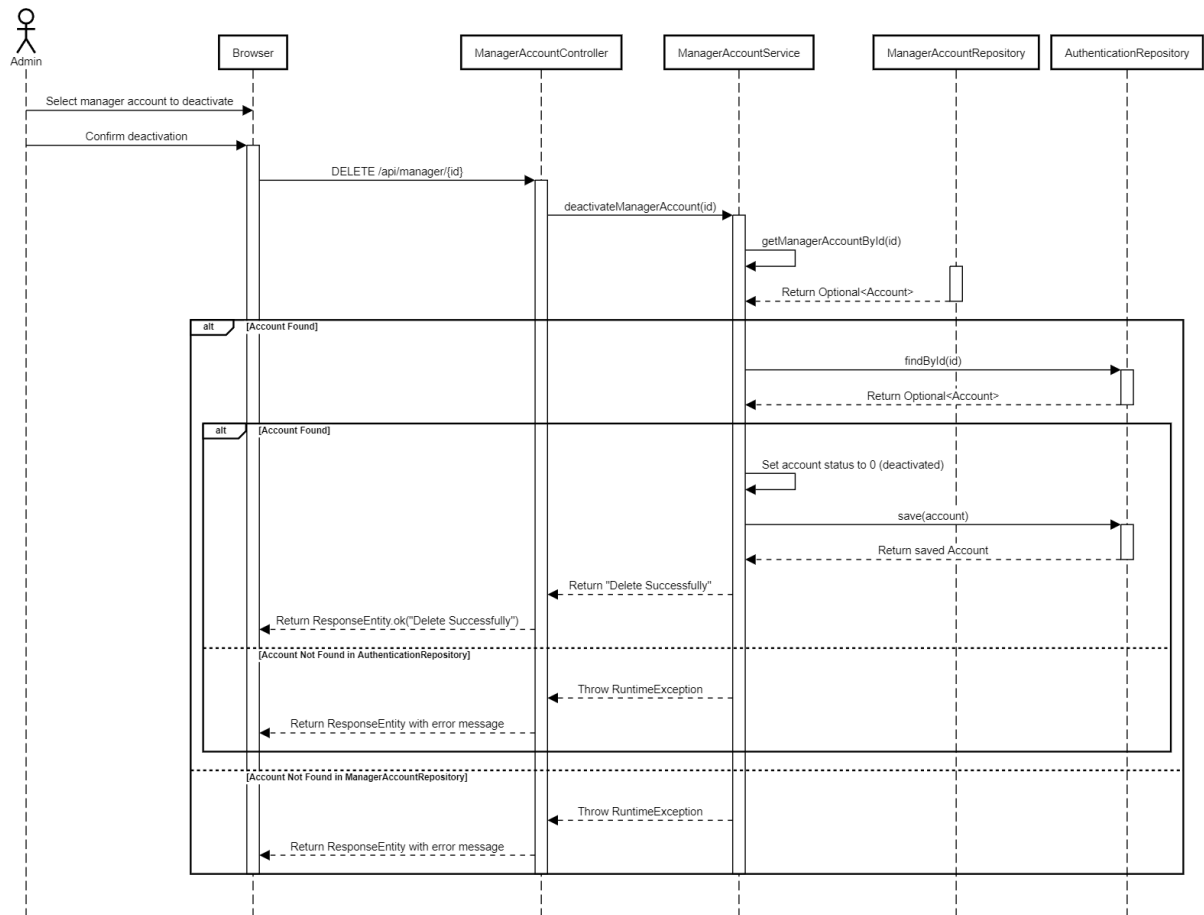 Admin
Browser
ManagerAccountController
ManagerAccountService
ManagerAccountRepository
AuthenticationRepository
Select manager account to deactivate
Confirm deactivation
DELETE /api/manager/{id}
deactivateManagerAccount(id)
getManagerAccountById(id)
Return Optional<Account>
alt
[Account Found]
findById(id)
Return Optional<Account>
alt
[Account Found]
Set account status to 0 (deactivated)
save(account)
Return saved Account
Return "Delete Successfully"
Return ResponseEntity.ok("Delete Successfully")
[Account Not Found in AuthenticationRepository]
Throw RuntimeException
Return ResponseEntity with error message
[Account Not Found in ManagerAccountRepository]
Throw RuntimeException
Return ResponseEntity with error message